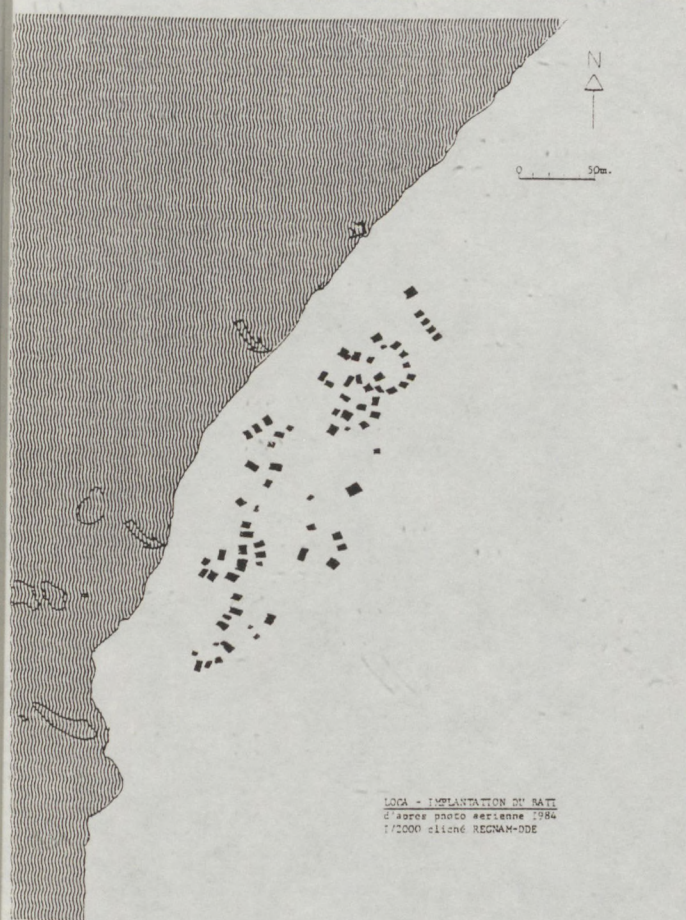 N
0 50m.
LOCA - IMPLANTATION DU BATI
d'apres photo aerienne 1984
1/2000 cliché REGNAM-DDE